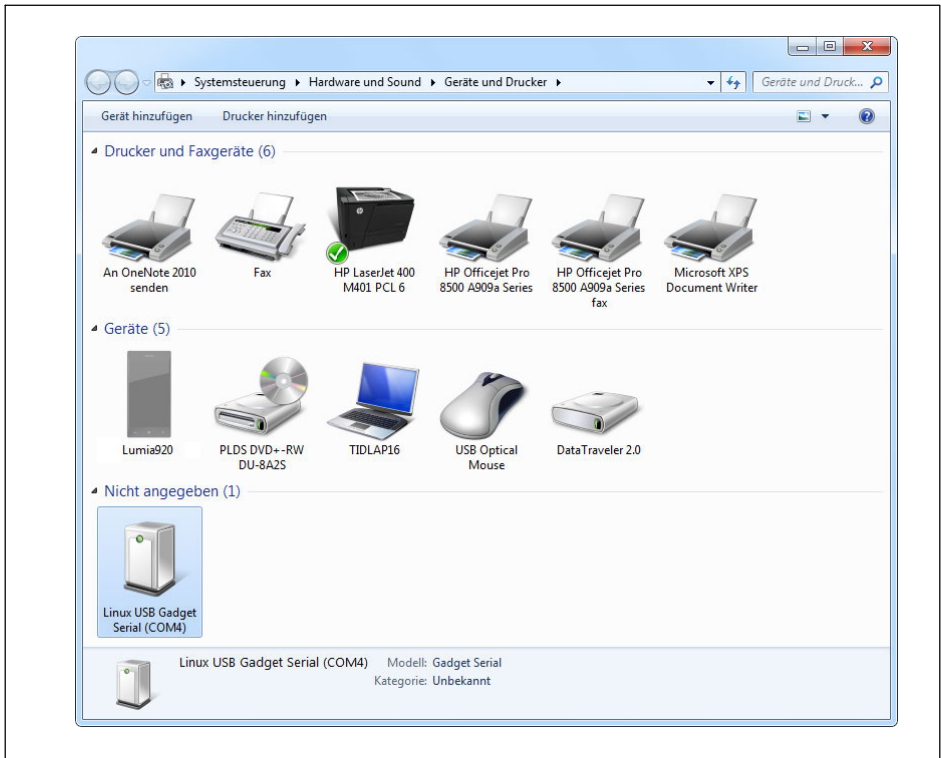 Systemsteuerung Hardware und Sound Geräte und Drucker
Geräte und Druck...
Gerät hinzufügen Drucker hinzufügen
Drucker und Faxgeräte (6)
An OneNote 2010
senden
Fax
HP LaserJet 400
M401 PCL 6
HP Officejet Pro
8500 A909a Series
HP Officejet Pro
8500 A909a Series
fax
Microsoft XPS
Document Writer
Geräte (5)
Lumia920
PLDS DVD+-RW
DU-8A2S
TIDLAP16
USB Optical
Mouse
DataTraveler 2.0
Nicht angegeben (1)
Linux USB Gadget
Serial (COM4)
Linux USB Gadget Serial (COM4) Modell: Gadget Serial
Kategorie: Unbekannt